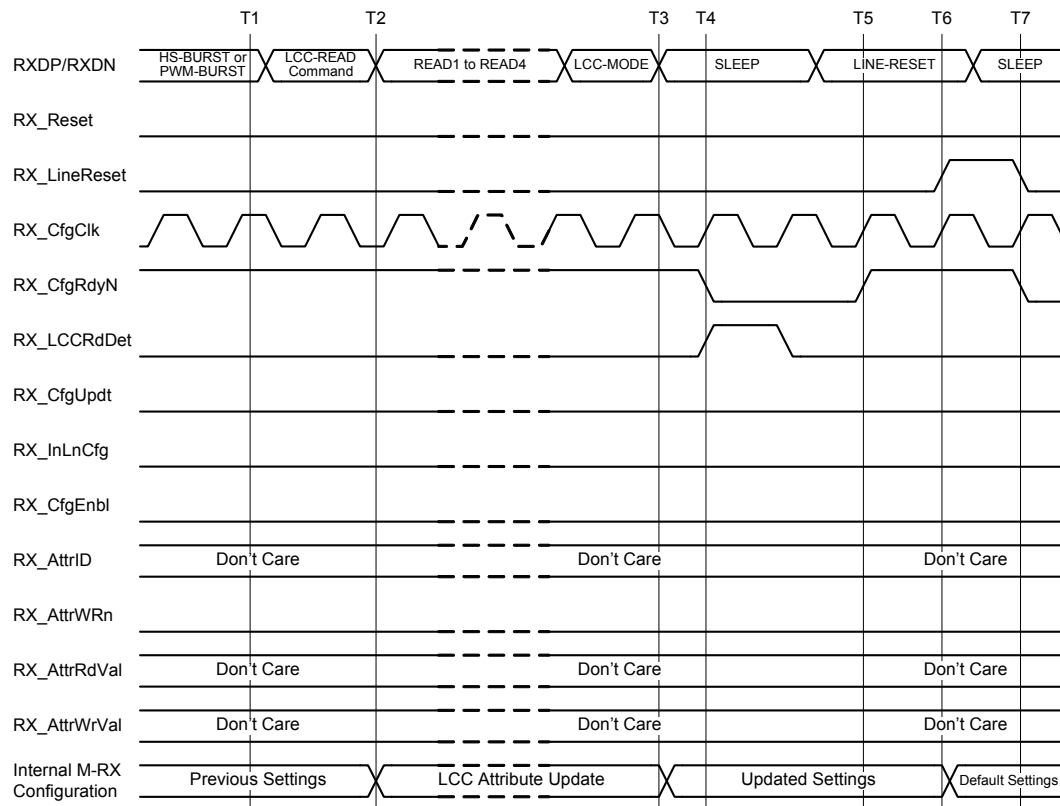 T1 T2 T3 T4 T5 T6 T7
RXDP/RXDN
HS-BURST or
PWM-BURST
LCC-READ
Command
READ1 to READ4
LCC-MODE
SLEEP
LINE-RESET
SLEEP
RX_Reset
RX_LineReset
RX_CfgClk
RX_CfgRdyN
RX_LCCRdDet
RX_CfgUpdt
RX_InLnCfg
RX_CfgEnbl
RX_AttrID Don't Care Don't Care Don't Care
RX_AttrWRn
RX_AttrRdVal Don't Care Don't Care Don't Care
RX_AttrWrVal Don't Care Don't Care Don't Care
Internal M-RX
Configuration
Previous Settings LCC Attribute Update Updated Settings Default Settings